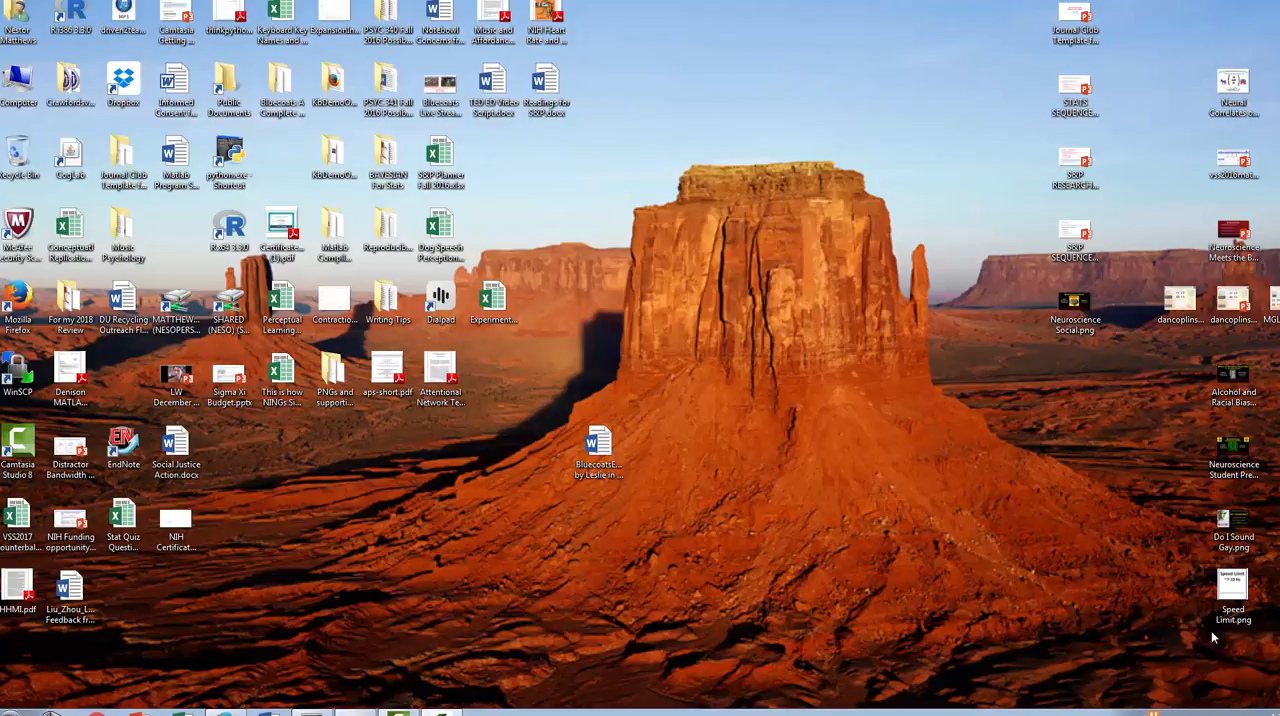 Nestor
Matthews
R i386 3.3.0
Camtasia
Getting ...
Keyboard Key
Names and ...
PSYC 340 Fall
2016 Possib...
Notebowl
Concerns fr...
Music and
Affordanc...
NIH Heart
Rate and ...
Journal Club
Template f...
Computer
Crawfordsv...
Dropbox
Informed
Consent f...
Public
Documents
Bluecoats A
Complete ...
KbDemoO...
PSYC 341 Fall
2016 Possib...
Bluecoats
Live Strea...
TED ED Video
Script.docx
Readings for
S&P.docx
STATS
SEQUENCE...
Neural
Correlates o...
Recycle Bin
CogLab
Journal Club
Template f...
Matlab
Program S...
python.exe -
Shortcut
KbDemoO...
BAYESIAN
For Stats
S&P Planner
Fall 2016.xlsx
S&P
RESEARCH...
vs2016mat...
McAfee
Security Sc...
Conceptual
Replication...
Music
Psychology
R x64 3.3.0
Certificate...
(1).pdf
Matlab
Compil...
Reproducib...
Dog Speech
Perception...
S&P
SEQUENCE...
Neuroscience
Meets the B...
Mozilla
Firefox
For my 2018
Review
DU Recycling
Outreach Fl...
MATTHEW...
(NESOPERS...
SHARED
(NESO) (S...
Perceptual
Learning...
Contractio...
Writing Tips
Dialpad
Experiment...
Neuroscience
Social.png
dancoplins...
dancoplins...
WinSCP
Denison
MATLA...
LW
December ...
Sigma Xi
Budget.pptx
This is how
NINGs Si...
PNGs and
supporti...
aps-short.pdf
Attentional
Network Te...
Alcohol and
Racial Bias...
Camtasia
Studio 8
Distractor
Bandwidth ...
EndNote
Social Justice
Action.docx
BluecoatsE...
by Leslie in ...
Neuroscience
Student Pre...
VSS2017
ounterbal...
NIH Funding
opportunity...
Stat Quiz
Questi...
NIH
Certificat...
Do I Sound
Gay.png
HHMI.pdf
Liu_Zhou_L...
Feedback fr...
Speed Limit
Speed
Limit.png